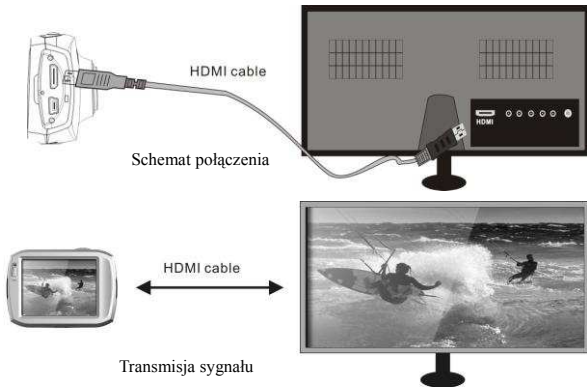 HDMI cable
HDMI
Schemat połączenia
HDMI cable
Transmisja sygnału